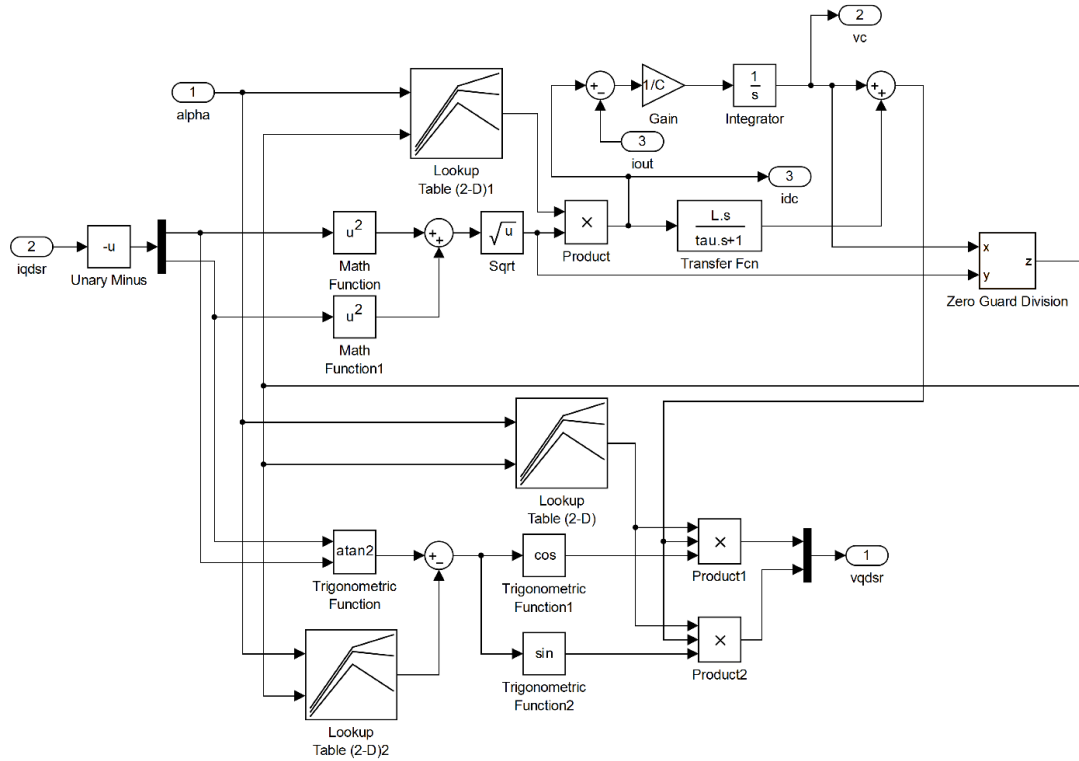 2
vc
1
alpha
Lookup
Table (2-D)1
+
−
1/C
Gain
1
s
Integrator
+
+
3
iout
3
idc
2
iqdsr
-u
Unary Minus
u²
Math
Function
+
+
√u
Sqrt
×
Product
L.s
tau.s+1
Transfer Fcn
x
y
z
Zero Guard Division
u²
Math
Function1
Lookup
Table (2-D)
atan2
Trigonometric
Function
+
−
cos
Trigonometric
Function1
×
Product1
1
vqdsr
sin
Trigonometric
Function2
×
Product2
Lookup
Table (2-D)2